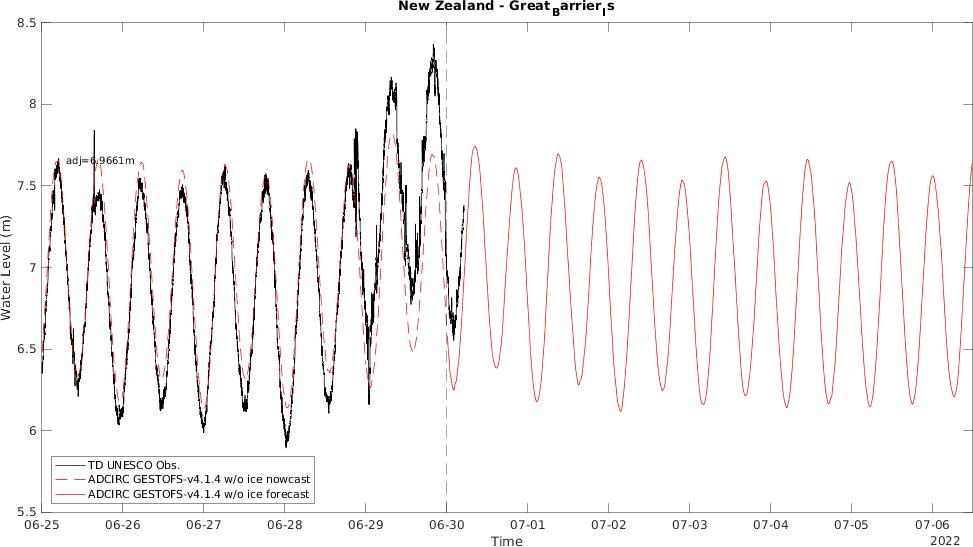 New Zealand - Great_Barrier_Is
8.5
8
7.5
7
6.5
6
5.5
Water Level (m)
adj=6.9661m
TD UNESCO Obs.
ADCIRC GESTOFS-v4.1.4 w/o ice nowcast
ADCIRC GESTOFS-v4.1.4 w/o ice forecast
06-25 06-26 06-27 06-28 06-29 06-30 07-01 07-02 07-03 07-04 07-05 07-06
Time
2022